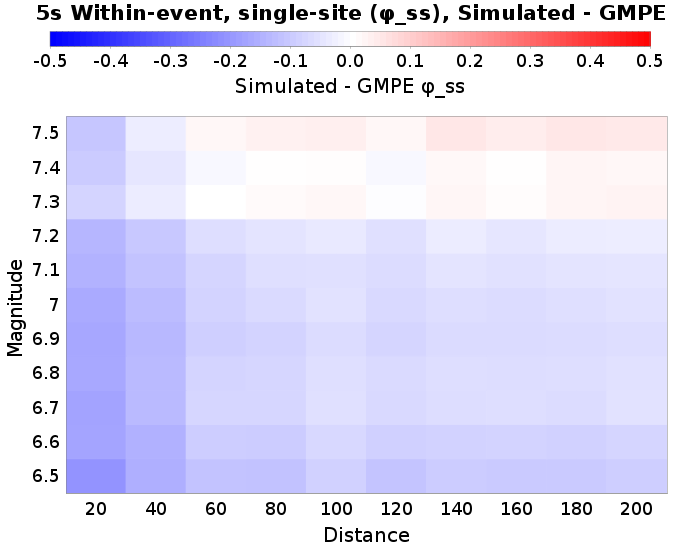 5s Within-event, single-site (φ_ss), Simulated - GMPE
-0.5 -0.4 -0.3 -0.2 -0.1 0.0 0.1 0.2 0.3 0.4 0.5
Simulated - GMPE φ_ss
7.5
7.4
7.3
7.2
7.1
7
6.9
6.8
6.7
6.6
6.5
Magnitude
20 40 60 80 100 120 140 160 180 200
Distance